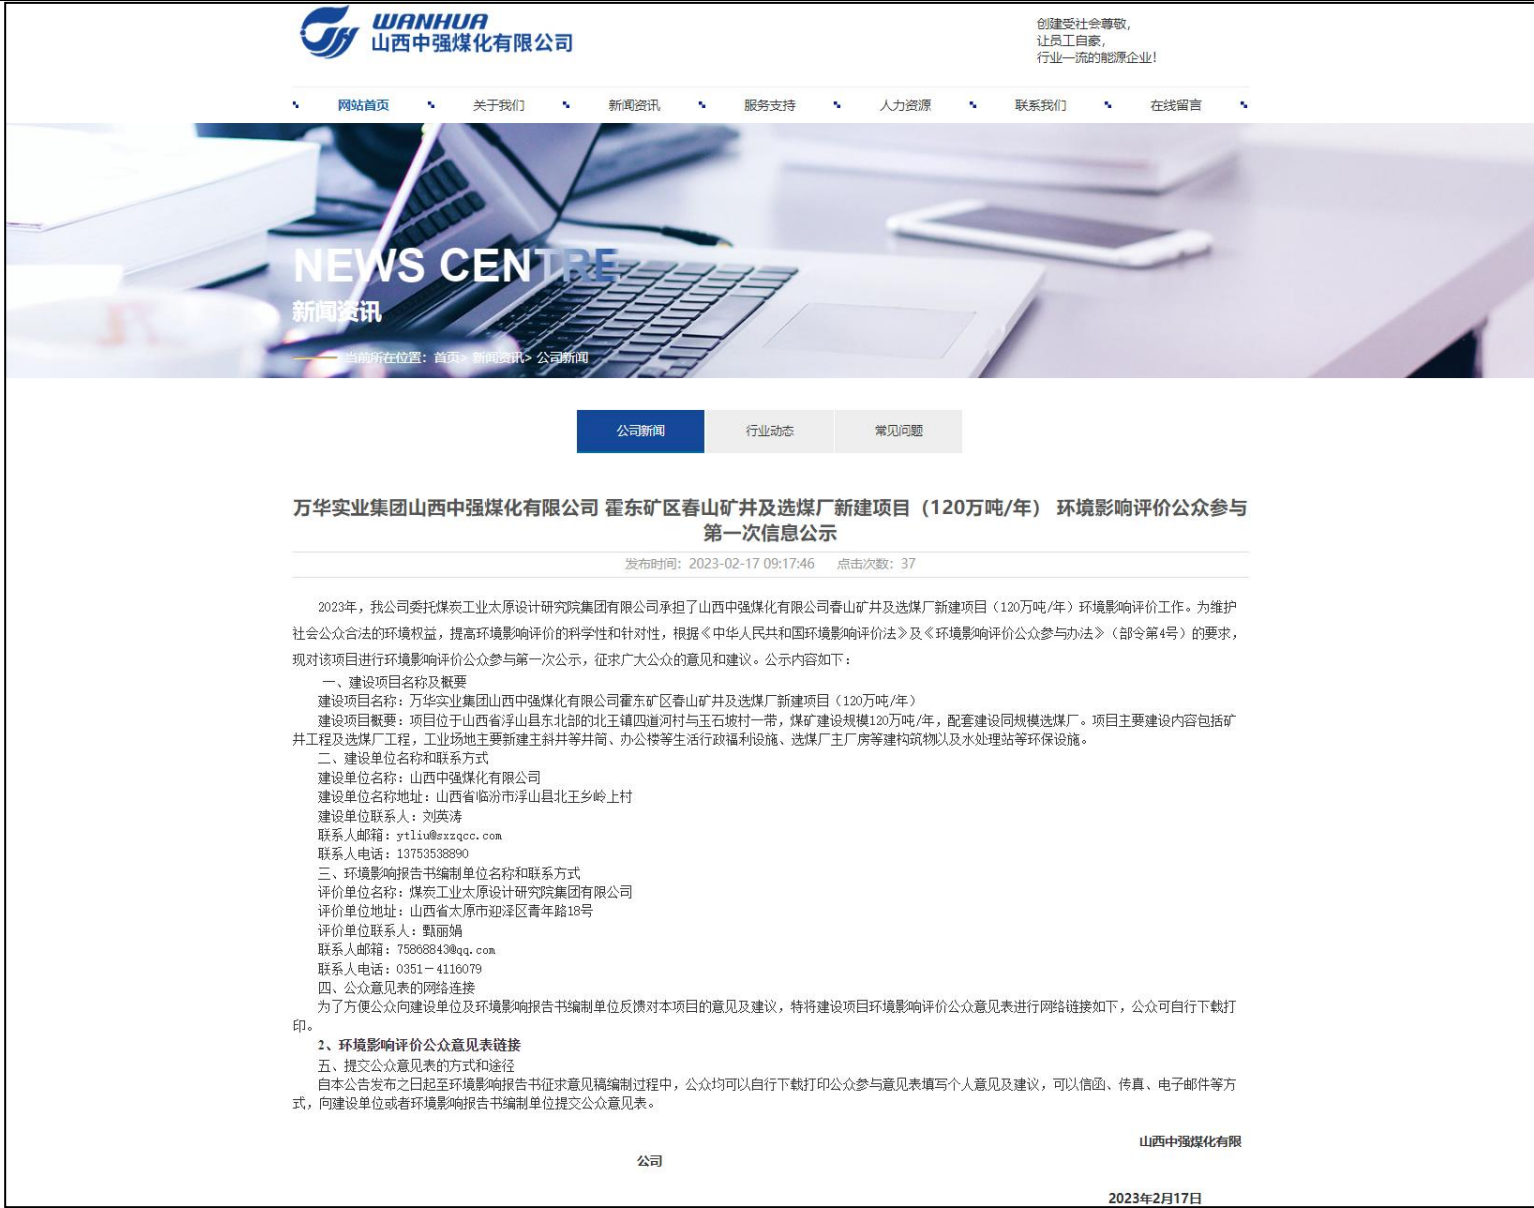 WANHUA
山西中强煤化有限公司
创建受社会尊敬,
让员工自豪,
行业一流的能源企业!
网站首页 关于我们 新闻资讯 服务支持 人力资源 联系我们 在线留言
NEWS CENTRE
新闻资讯
当前所在位置：首页> 新闻资讯> 公司新闻
公司新闻 行业动态 常见问题
万华实业集团山西中强煤化有限公司 霍东矿区春山矿井及选煤厂新建项目（120万吨/年） 环境影响评价公众参与
第一次信息公示
发布时间：2023-02-17 09:17:46 点击次数：37
2023年，我公司委托煤炭工业太原设计研究院集团有限公司承担了山西中强煤化有限公司春山矿井及选煤厂新建项目（120万吨/年）环境影响评价工作。为维护
社会公众合法的环境权益，提高环境影响评价的科学性和针对性，根据《中华人民共和国环境影响评价法》及《环境影响评价公众参与办法》（部令第4号）的要求，
现对该项目进行环境影响评价公众参与第一次公示，征求广大公众的意见和建议。公示内容如下：
一、建设项目名称及概要
建设项目名称：万华实业集团山西中强煤化有限公司霍东矿区春山矿井及选煤厂新建项目（120万吨/年）
建设项目概要：项目位于山西省浮山县东北部的北王镇四道河村与玉石坡村一带，煤矿建设规模120万吨/年，配套建设同规模选煤厂。项目主要建设内容包括矿
井工程及选煤厂工程，工业场地主要新建主斜井等井筒、办公楼等生活行政福利设施、选煤厂主厂房等建构筑物以及水处理站等环保设施。
二、建设单位名称和联系方式
建设单位名称：山西中强煤化有限公司
建设单位名称地址：山西省临汾市浮山县北王乡岭上村
建设单位联系人：刘英涛
联系人邮箱：ytliu@sxzqcc.com
联系人电话：13753538890
三、环境影响报告书编制单位名称和联系方式
评价单位名称：煤炭工业太原设计研究院集团有限公司
评价单位地址：山西省太原市迎泽区青年路18号
评价单位联系人：甄丽娟
联系人邮箱：75868843@qq.com
联系人电话：0351－4116079
四、公众意见表的网络连接
为了方便公众向建设单位及环境影响报告书编制单位反馈对本项目的意见及建议，特将建设项目环境影响评价公众意见表进行网络链接如下，公众可自行下载打
印。
2、环境影响评价公众意见表链接
五、提交公众意见表的方式和途径
自本公告发布之日起至环境影响报告书征求意见稿编制过程中，公众均可以自行下载打印公众参与意见表填写个人意见及建议，可以信函、传真、电子邮件等方
式，向建设单位或者环境影响报告书编制单位提交公众意见表。
山西中强煤化有限
公司
2023年2月17日